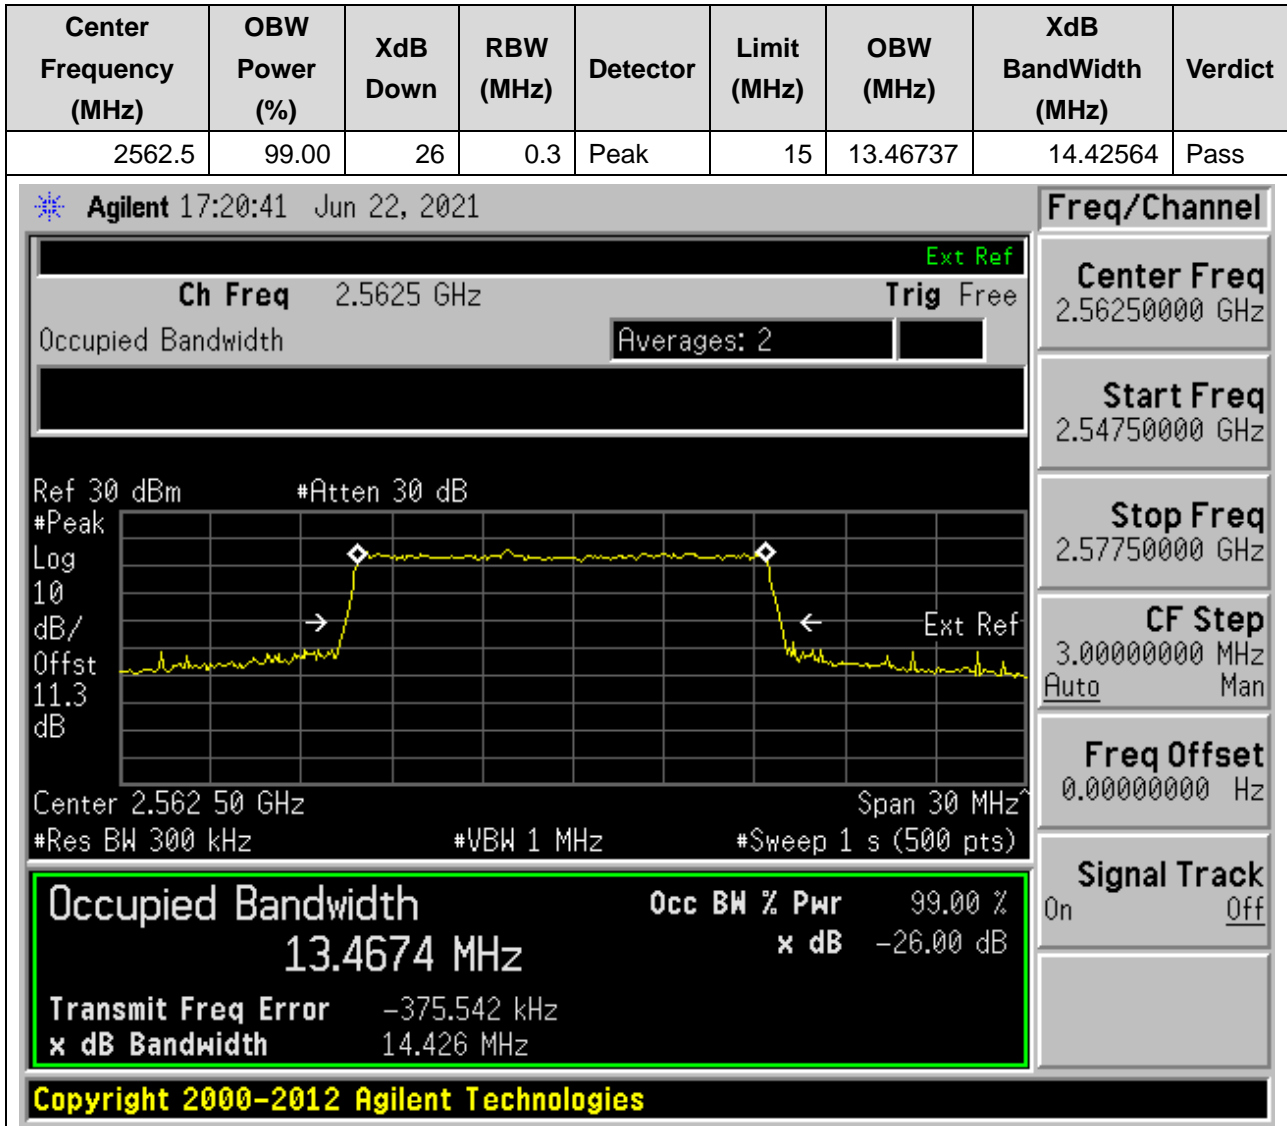 Center Frequency (MHz) OBW Power (%) XdB Down RBW (MHz) Detector Limit (MHz) OBW (MHz) XdB BandWidth (MHz) Verdict
2562.5 99.00 26 0.3 Peak 15 13.46737 14.42564 Pass
Agilent 17:20:41 Jun 22, 2021
Freq/Channel
Ext Ref
Ch Freq 2.5625 GHz Trig Free
Occupied Bandwidth Averages: 2
Center Freq
2.56250000 GHz
Start Freq
2.54750000 GHz
Stop Freq
2.57750000 GHz
CF Step
3.00000000 MHz
Auto Man
Freq Offset
0.00000000 Hz
Signal Track
On Off
Ref 30 dBm #Atten 30 dB
#Peak
Log
10
dB/
Offst
11.3
dB
Ext Ref
Center 2.562 50 GHz Span 30 MHz^
#Res BW 300 kHz #VBW 1 MHz #Sweep 1 s (500 pts)
Occupied Bandwidth Occ BW % Pwr 99.00 %
13.4674 MHz x dB -26.00 dB
Transmit Freq Error -375.542 kHz
x dB Bandwidth 14.426 MHz
Copyright 2000-2012 Agilent Technologies